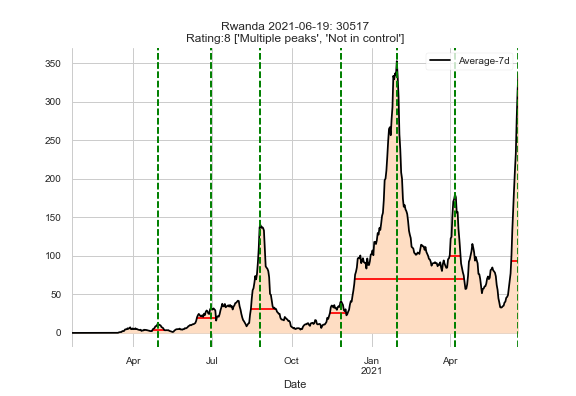 Rwanda 2021-06-19: 30517
Rating:8 ['Multiple peaks', 'Not in control']
Average-7d
350
300
250
200
150
100
50
0
Apr Jul Oct Jan Apr
2021
Date